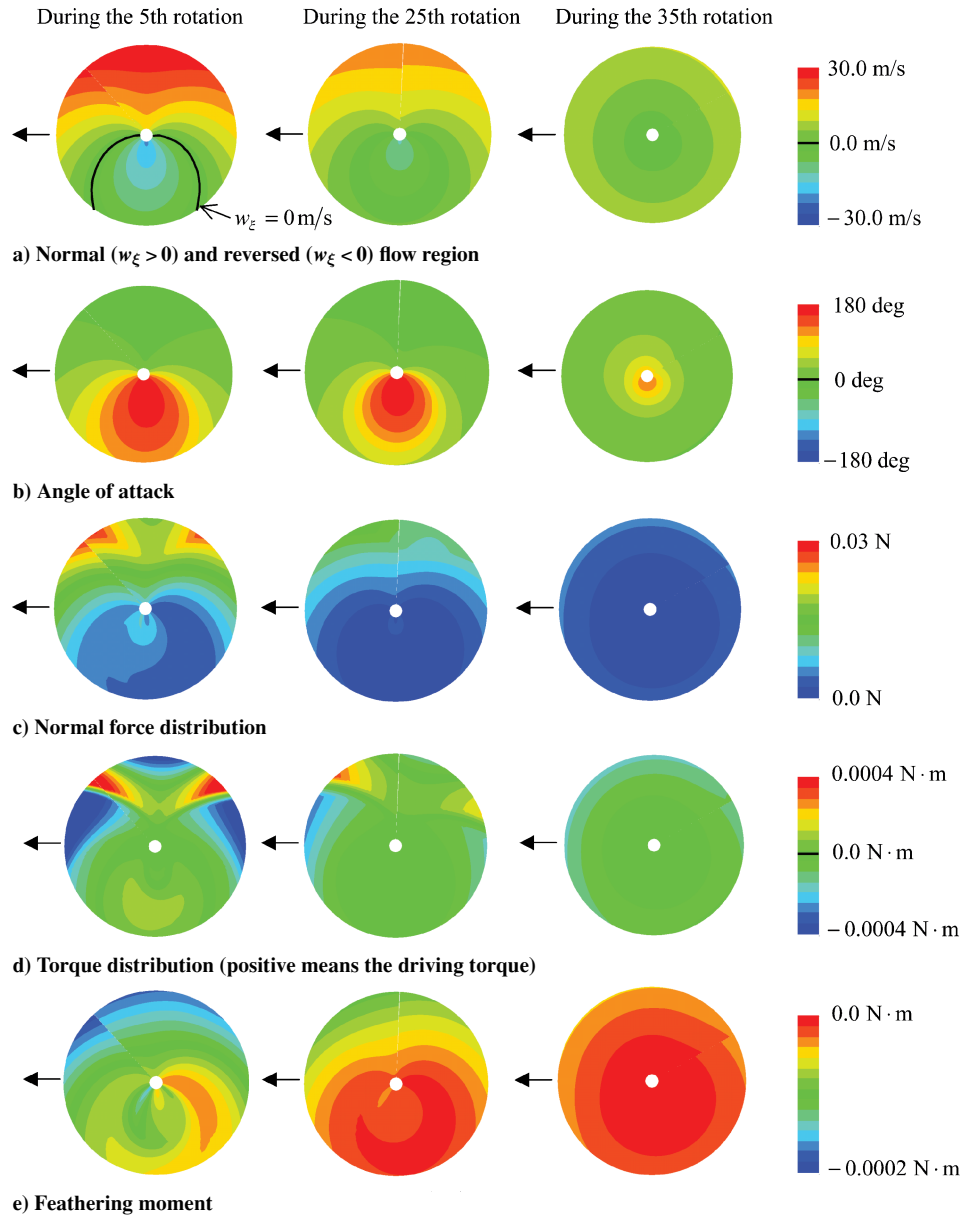 During the 5th rotation During the 25th rotation During the 35th rotation
30.0 m/s
0.0 m/s
−30.0 m/s
w_ξ = 0 m/s
a) Normal (w_ξ > 0) and reversed (w_ξ < 0) flow region
180 deg
0 deg
−180 deg
b) Angle of attack
0.03 N
0.0 N
c) Normal force distribution
0.0004 N·m
0.0 N·m
−0.0004 N·m
d) Torque distribution (positive means the driving torque)
0.0 N·m
−0.0002 N·m
e) Feathering moment